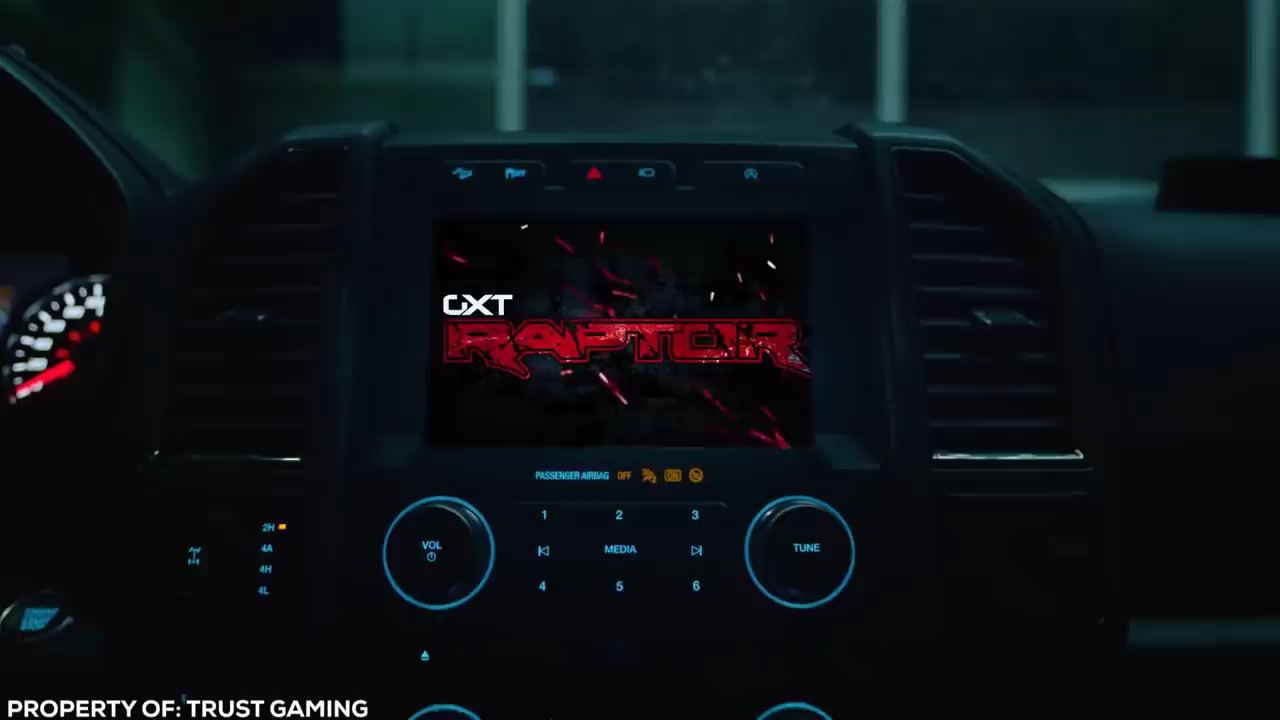 GXT
RAPTOR
PASSENGER AIRBAG OFF ON
1 2 3
VOL
MEDIA
TUNE
4 5 6
2H
4A
4H
4L
PROPERTY OF: TRUST GAMING